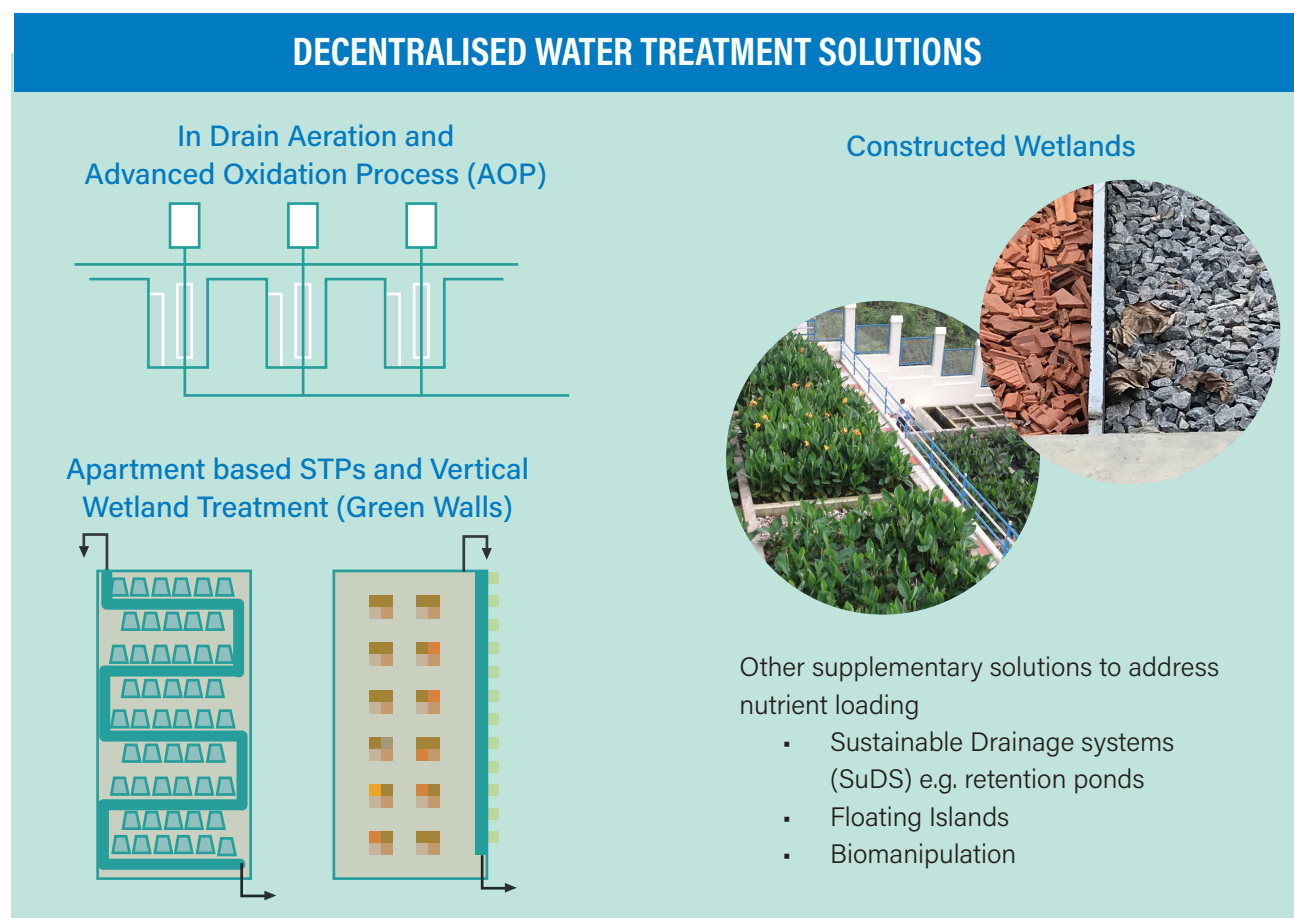 DECENTRALISED WATER TREATMENT SOLUTIONS
In Drain Aeration and
Advanced Oxidation Process (AOP)
Apartment based STPs and Vertical
Wetland Treatment (Green Walls)
Constructed Wetlands
Other supplementary solutions to address
nutrient loading
▪ Sustainable Drainage systems
(SuDS) e.g. retention ponds
▪ Floating Islands
▪ Biomanipulation